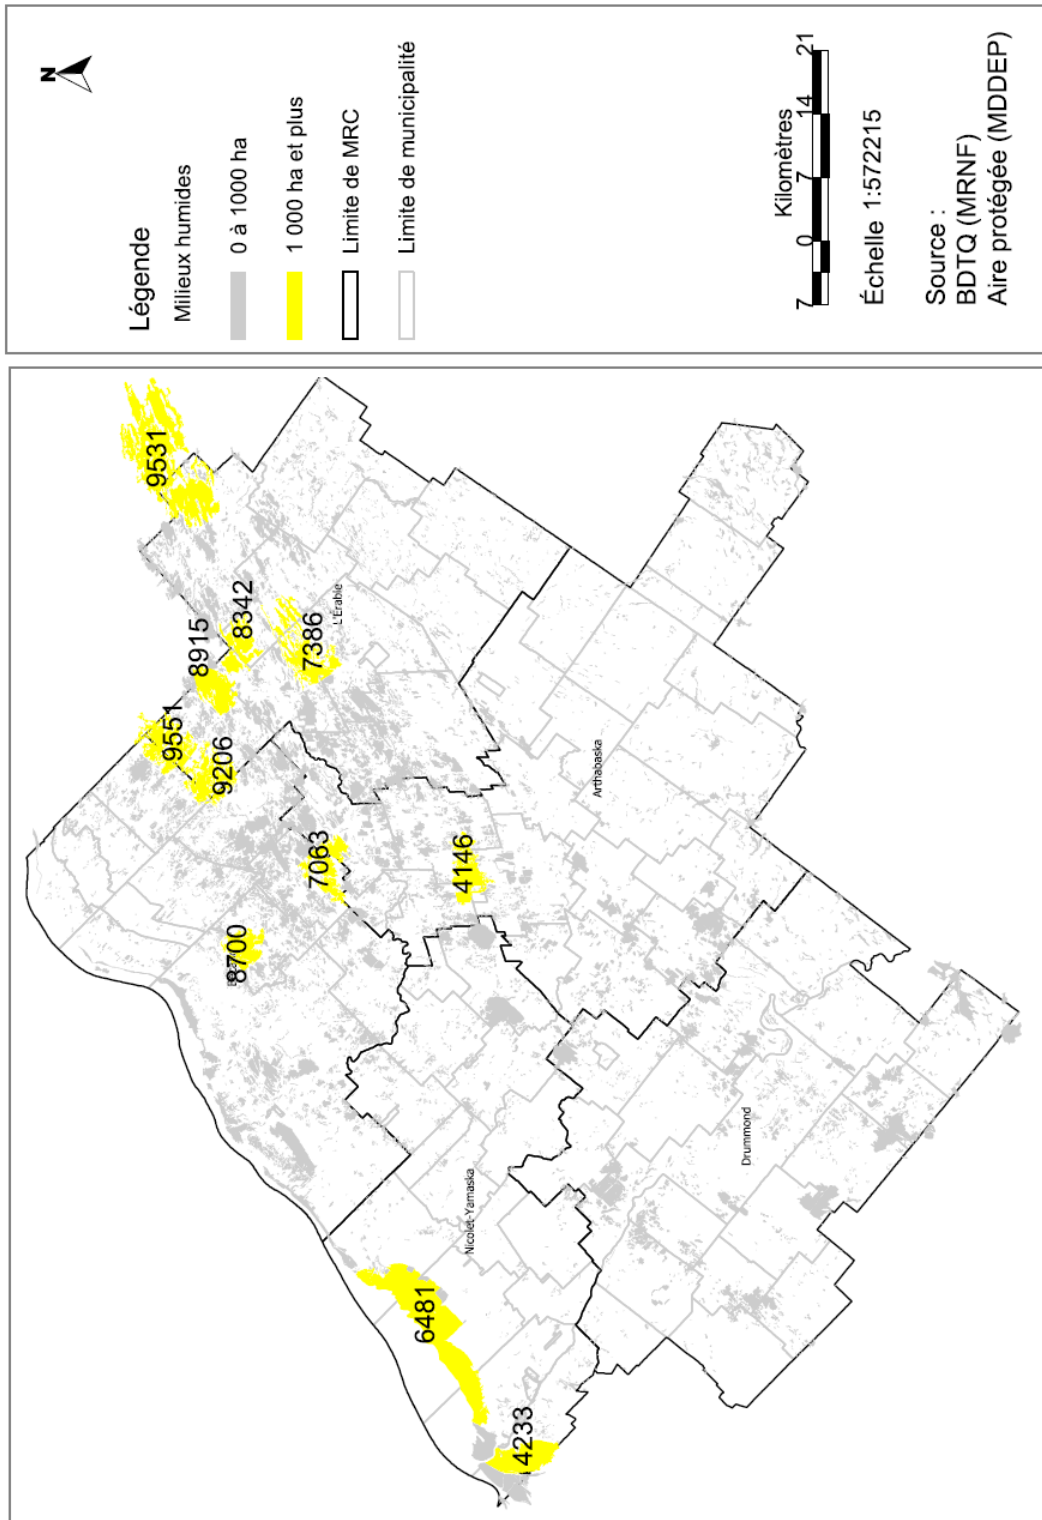 N
Légende
Milieux humides
0 à 1000 ha
1 000 ha et plus
Limite de MRC
Limite de municipalité
Kilomètres
7 0 7 14 21
Échelle 1:572215
Source :
BDTQ (MRNF)
Aire protégée (MDDEP)
9531
8342
8915
7386
L'Erable
9551
9206
7063
4146
Arthabaska
8700
Nicolet-Yamaska
Drummond
6481
4233